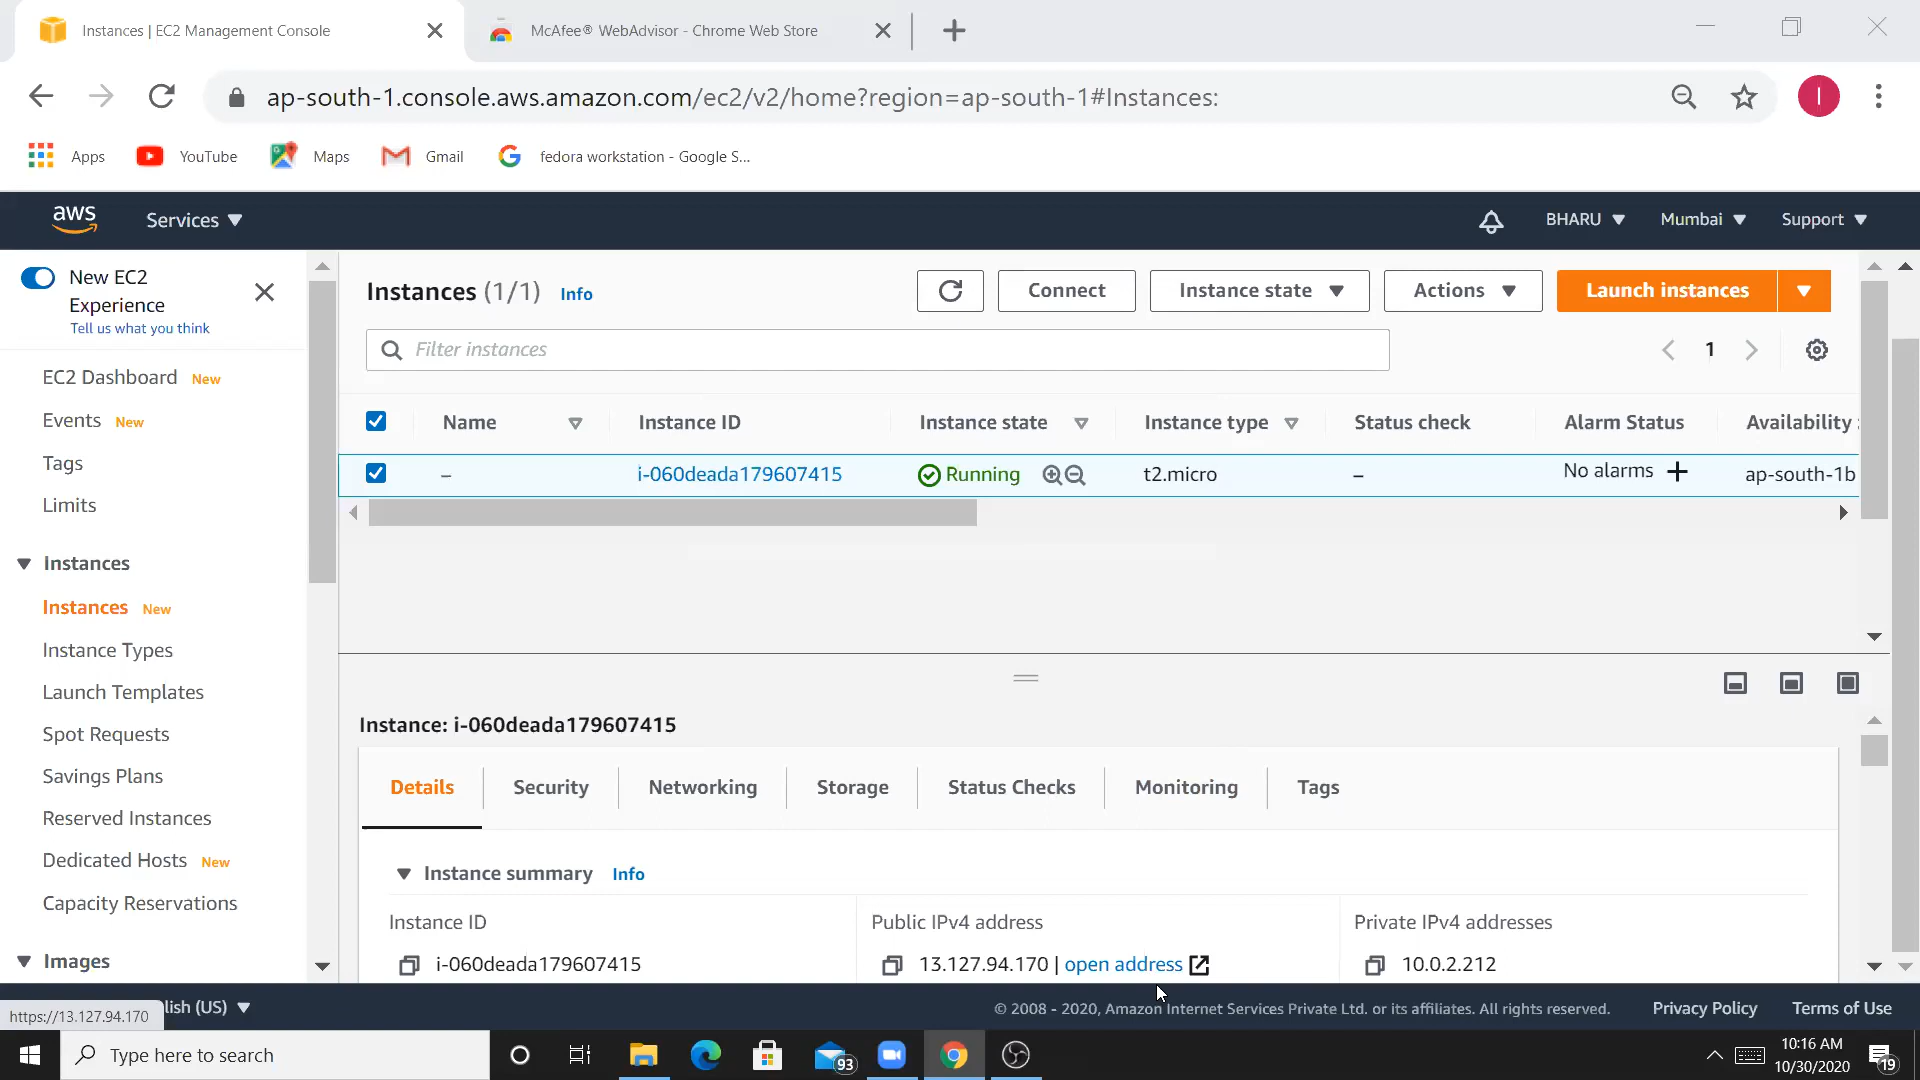 Instances | EC2 Management Console
McAfee® WebAdvisor - Chrome Web Store
ap-south-1.console.aws.amazon.com/ec2/v2/home?region=ap-south-1#Instances:
I
Apps
YouTube
Maps
Gmail
fedora workstation - Google S...
aws
Services
BHARU
Mumbai
Support
New EC2
Experience
Tell us what you think
EC2 Dashboard New
Events New
Tags
Limits
Instances
Instances New
Instance Types
Launch Templates
Spot Requests
Savings Plans
Reserved Instances
Dedicated Hosts New
Capacity Reservations
Images
Instances (1/1) Info
Connect
Instance state
Actions
Launch instances
Filter instances
1
Name
Instance ID
Instance state
Instance type
Status check
Alarm Status
Availability
–
i-060deada179607415
Running
t2.micro
–
No alarms +
ap-south-1b
Instance: i-060deada179607415
Details
Security
Networking
Storage
Status Checks
Monitoring
Tags
Instance summary Info
Instance ID
Public IPv4 address
Private IPv4 addresses
i-060deada179607415
13.127.94.170 | open address
10.0.2.212
https://13.127.94.170
lish (US)
© 2008 - 2020, Amazon Internet Services Private Ltd. or its affiliates. All rights reserved.
Privacy Policy
Terms of Use
Type here to search
93
10:16 AM
10/30/2020
19